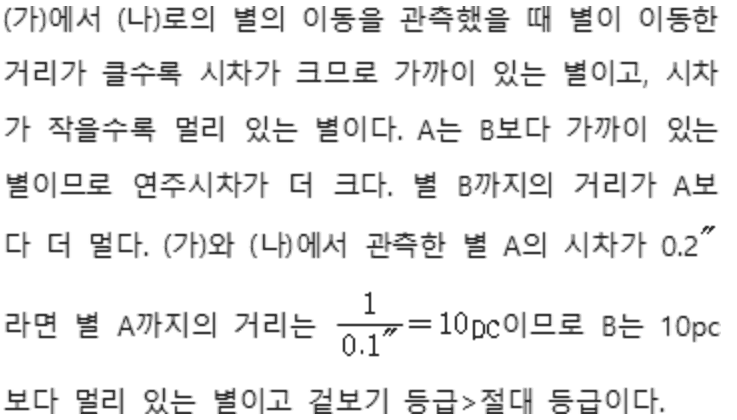 (가)에서 (나)로의 별의 이동을 관측했을 때 별이 이동한
거리가 클수록 시차가 크므로 가까이 있는 별이고, 시차
가 작을수록 멀리 있는 별이다. A는 B보다 가까이 있는
별이므로 연주시차가 더 크다. 별 B까지의 거리가 A보
다 더 멀다. (가)와 (나)에서 관측한 별 A의 시차가 0.2″
라면 별 A까지의 거리는 1/0.1″=10pc이므로 B는 10pc
보다 멀리 있는 별이고 겉보기 등급>절대 등급이다.